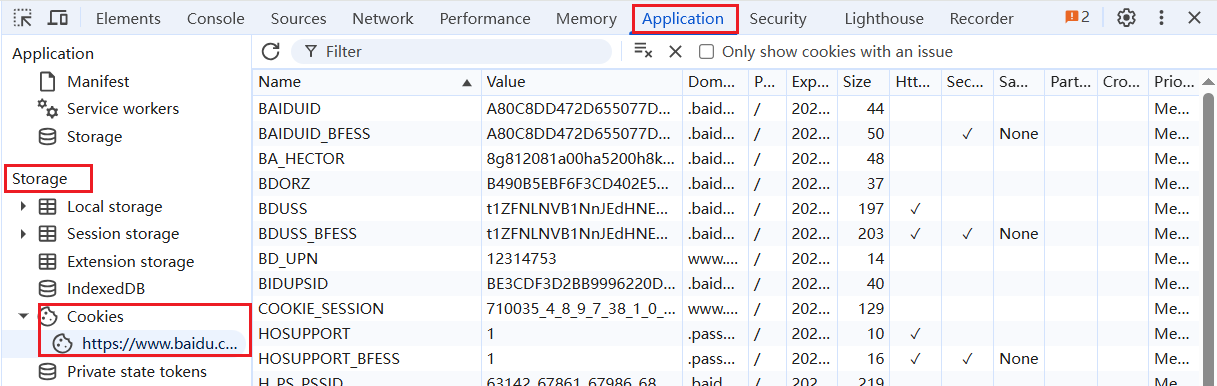 Elements Console Sources Network Performance Memory Application Security Lighthouse Recorder 2
Application
Manifest
Service workers
Storage
Storage
Local storage
Session storage
Extension storage
IndexedDB
Cookies
https://www.baidu.c...
Private state tokens
Filter Only show cookies with an issue
Name Value Dom... P... Exp... Size Htt... Sec... Sa... Part... Cro... Prio...
BAIDUID A80C8DD472D655077D... .baid... / 202... 44 Me...
BAIDUID_BFESS A80C8DD472D655077D... .baid... / 202... 50 ✓ None Me...
BA_HECTOR 8g812081a00ha5200h8k... .baid... / 202... 48 Me...
BDORZ B490B5EBF6F3CD402E5... .baid... / 202... 37 Me...
BDUSS t1ZFNLNVB1NnJEdHNE... .baid... / 202... 197 ✓ Me...
BDUSS_BFESS t1ZFNLNVB1NnJEdHNE... .baid... / 202... 203 ✓ ✓ None Me...
BD_UPN 12314753 www.... / 202... 14 Me...
BIDUPSID BE3CDF3D2BB9996220D... .baid... / 202... 40 Me...
COOKIE_SESSION 710035_4_8_9_7_38_1_0_... www.... / 202... 129 Me...
HOSUPPORT 1 .pass... / 202... 10 ✓ Me...
HOSUPPORT_BFESS 1 .pass... / 202... 16 ✓ ✓ None Me...
H_PS_PSSID 63142_67861_67986_68... .baid... / 202... 219 Me...